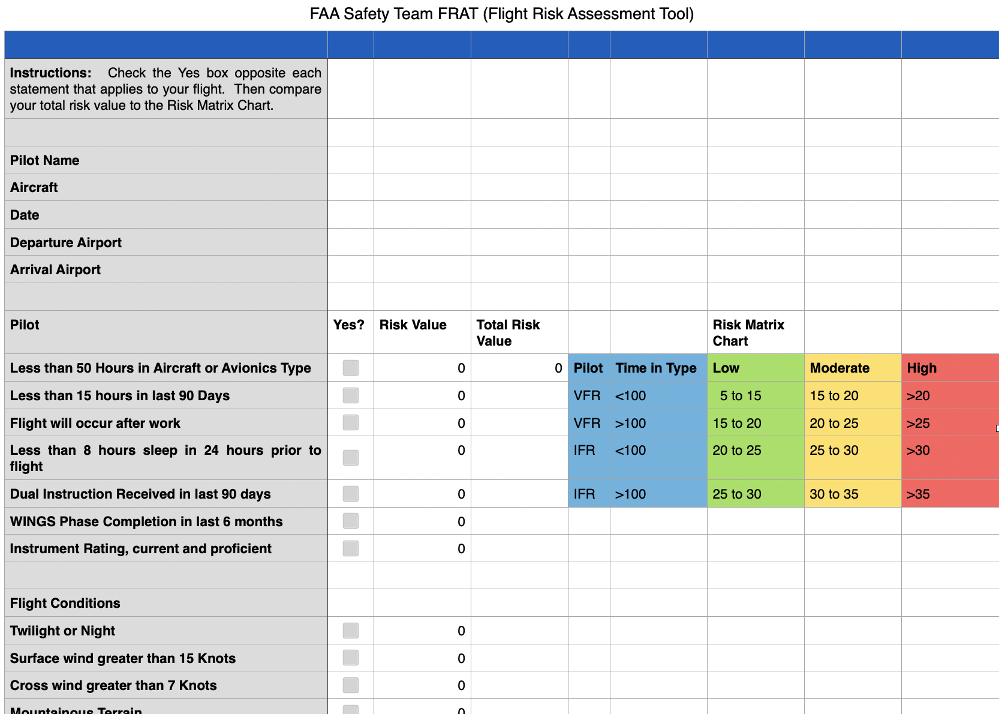 FAA Safety Team FRAT (Flight Risk Assessment Tool)
Instructions: Check the Yes box opposite each
statement that applies to your flight. Then compare
your total risk value to the Risk Matrix Chart.
Pilot Name
Aircraft
Date
Departure Airport
Arrival Airport
Pilot Yes? Risk Value Total Risk Value Risk Matrix Chart
Less than 50 Hours in Aircraft or Avionics Type 0 0 Pilot Time in Type Low Moderate High
Less than 15 hours in last 90 Days 0 VFR <100 5 to 15 15 to 20 >20
Flight will occur after work 0 VFR >100 15 to 20 20 to 25 >25
Less than 8 hours sleep in 24 hours prior to
flight 0 IFR <100 20 to 25 25 to 30 >30
Dual Instruction Received in last 90 days 0 IFR >100 25 to 30 30 to 35 >35
WINGS Phase Completion in last 6 months 0
Instrument Rating, current and proficient 0
Flight Conditions
Twilight or Night 0
Surface wind greater than 15 Knots 0
Cross wind greater than 7 Knots 0
Mountainous Terrain 0